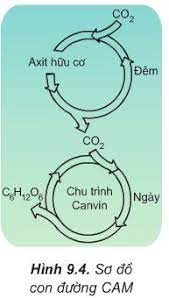 CO2
Axit hữu cơ
Đêm
CO2
C6H12O6
Chu trình
Canvin
Ngày
Hình 9.4. Sơ đồ
con đường CAM